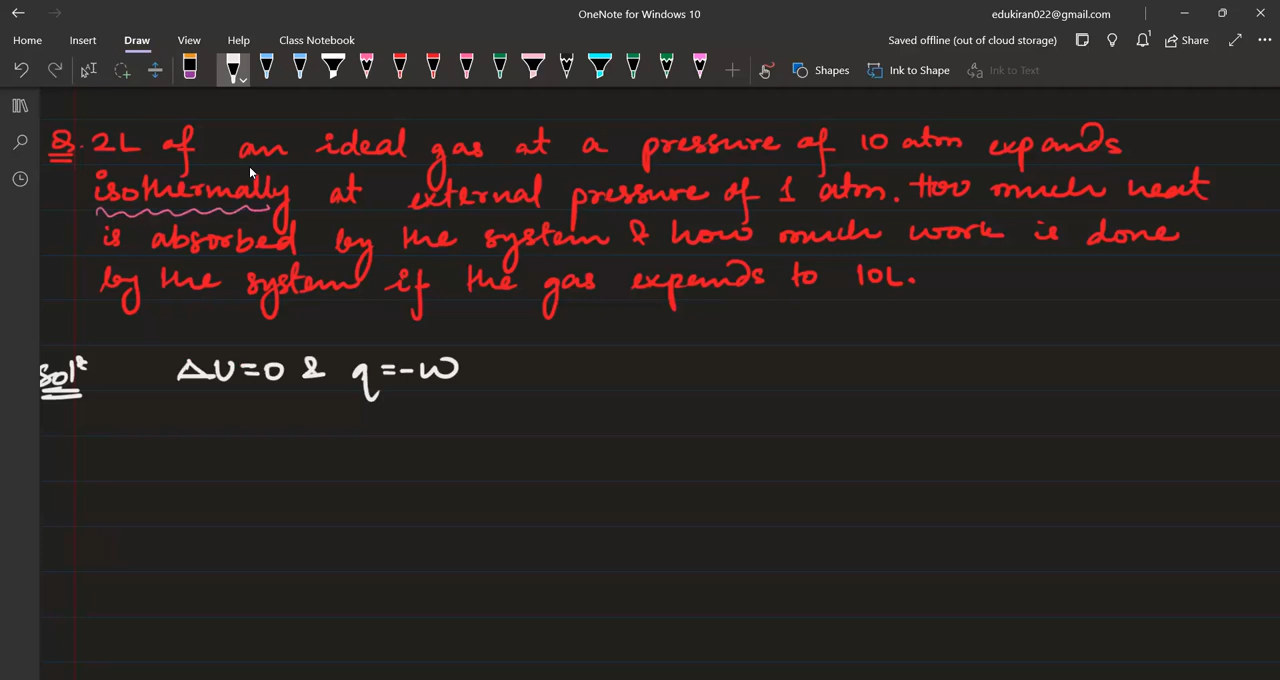 OneNote for Windows 10
edukiran022@gmail.com
Home Insert Draw View Help Class Notebook
Saved offline (out of cloud storage) Share
Shapes Ink to Shape Ink to Text
Q. 2L of an ideal gas at a pressure of 10 atm expands
isothermally at external pressure of 1 atm. How much heat
is absorbed by the system & how much work is done
by the system if the gas expends to 10L.
Solⁿ ΔU=0 & q=-W